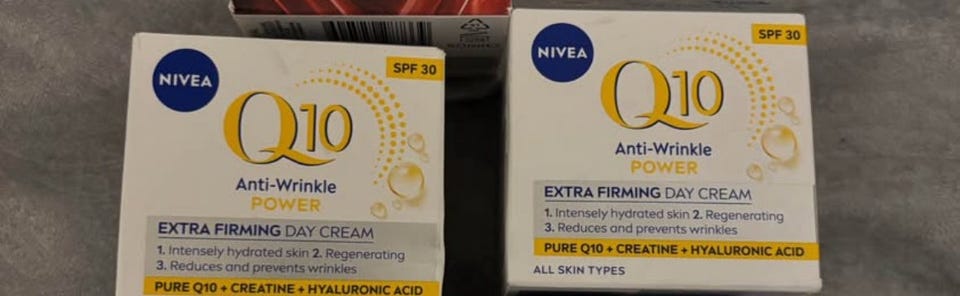 NIVEA
SPF 30
Q10
Anti-Wrinkle
POWER
EXTRA FIRMING DAY CREAM
1. Intensely hydrated skin 2. Regenerating
3. Reduces and prevents wrinkles
PURE Q10 + CREATINE + HYALURONIC ACID
NIVEA
SPF 30
Q10
Anti-Wrinkle
POWER
EXTRA FIRMING DAY CREAM
1. Intensely hydrated skin 2. Regenerating
3. Reduces and prevents wrinkles
PURE Q10 + CREATINE + HYALURONIC ACID
ALL SKIN TYPES